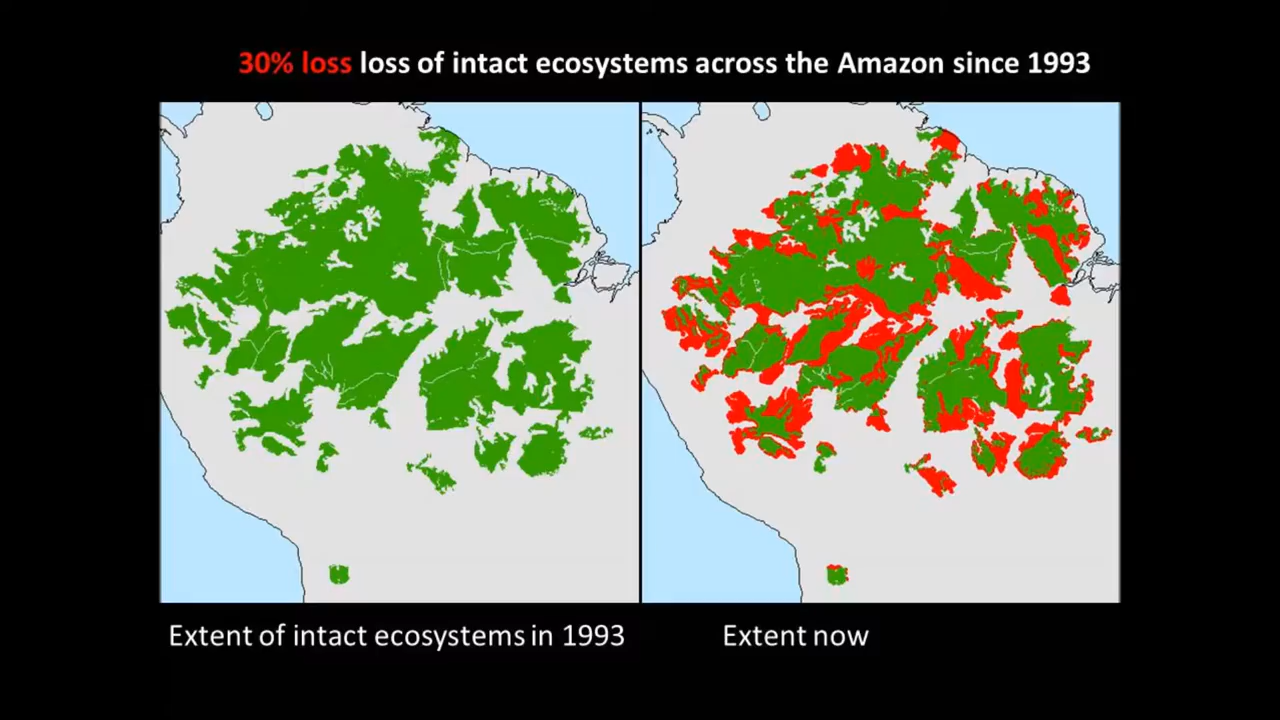 30% loss loss of intact ecosystems across the Amazon since 1993
Extent of intact ecosystems in 1993
Extent now